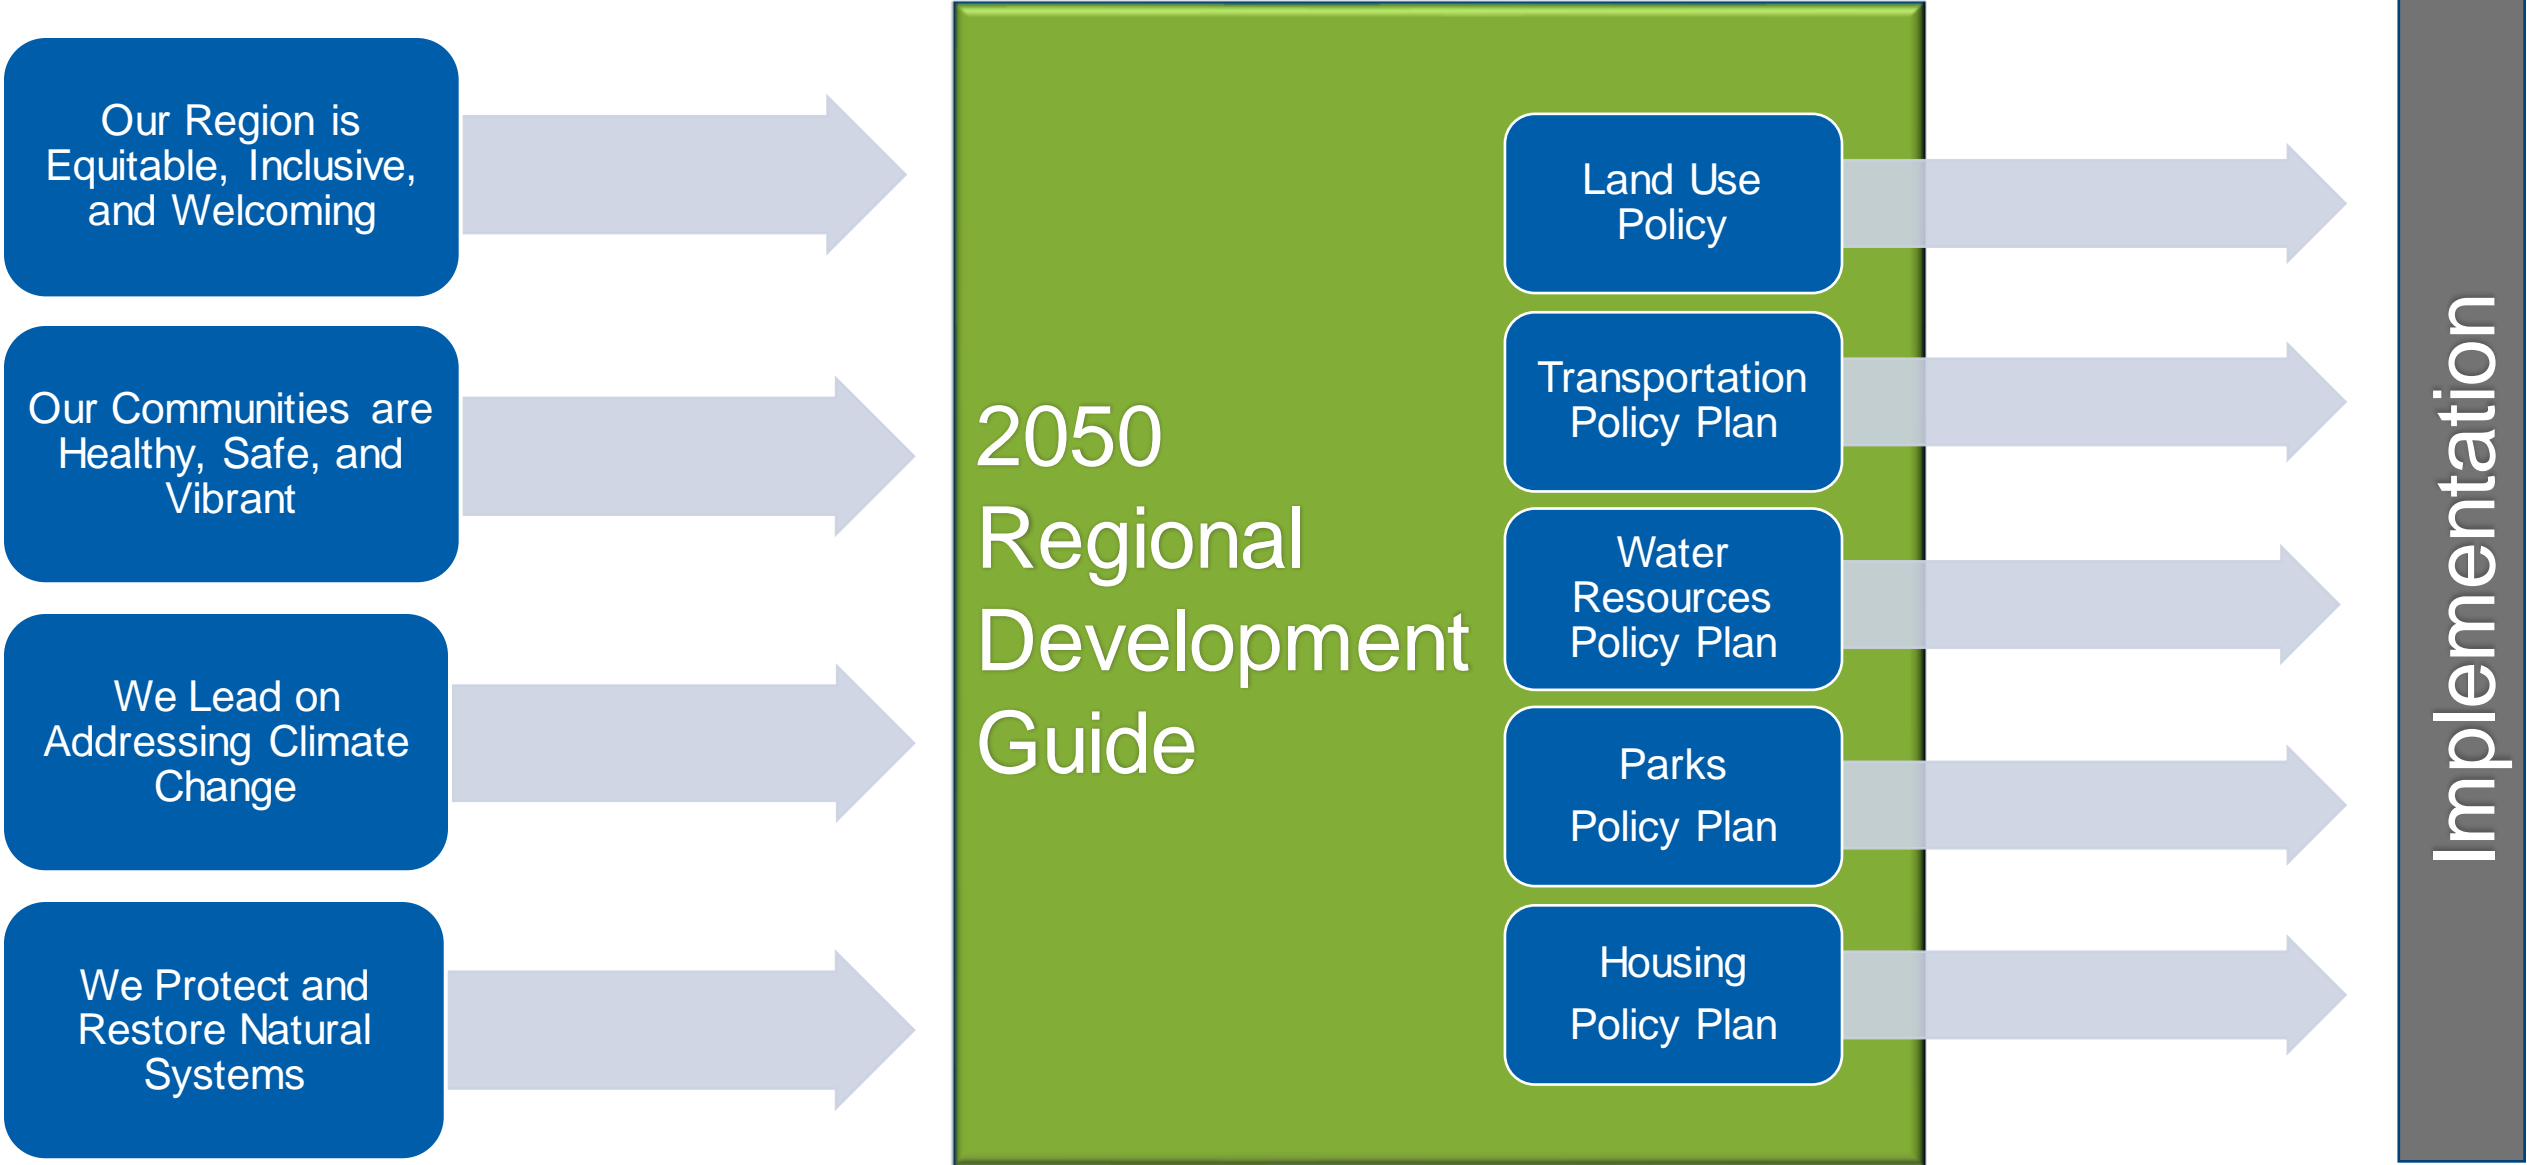 Our Region is
Equitable, Inclusive,
and Welcoming
Our Communities are
Healthy, Safe, and
Vibrant
We Lead on
Addressing Climate
Change
We Protect and
Restore Natural
Systems
2050
Regional
Development
Guide
Land Use
Policy
Transportation
Policy Plan
Water
Resources
Policy Plan
Parks
Policy Plan
Housing
Policy Plan
Implementation